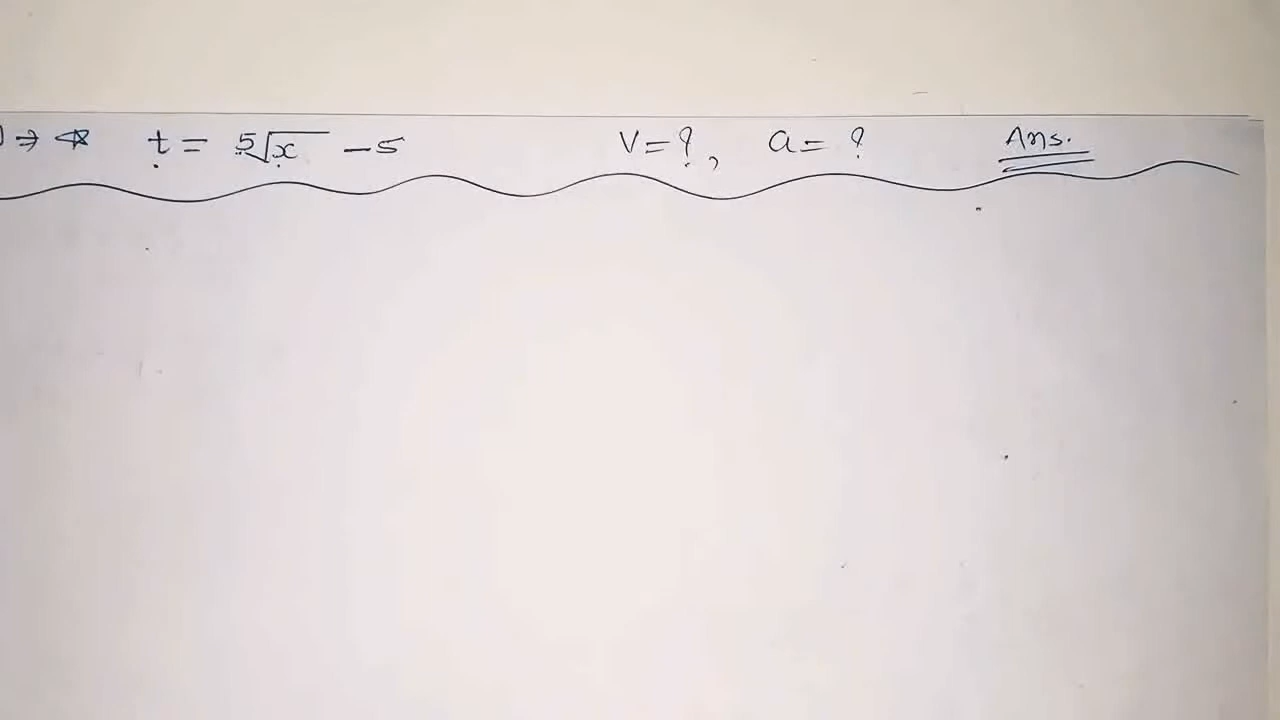 ⇒ t = 5√x - 5 V = ?, a = ? Ans.